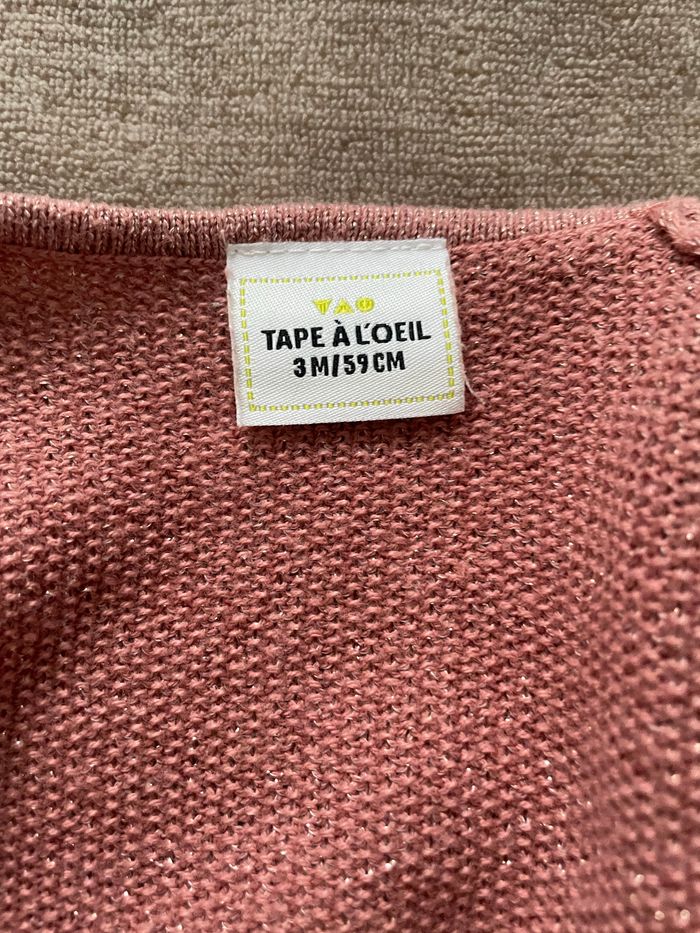 TAO
TAPE À L'OEIL
3M/59CM